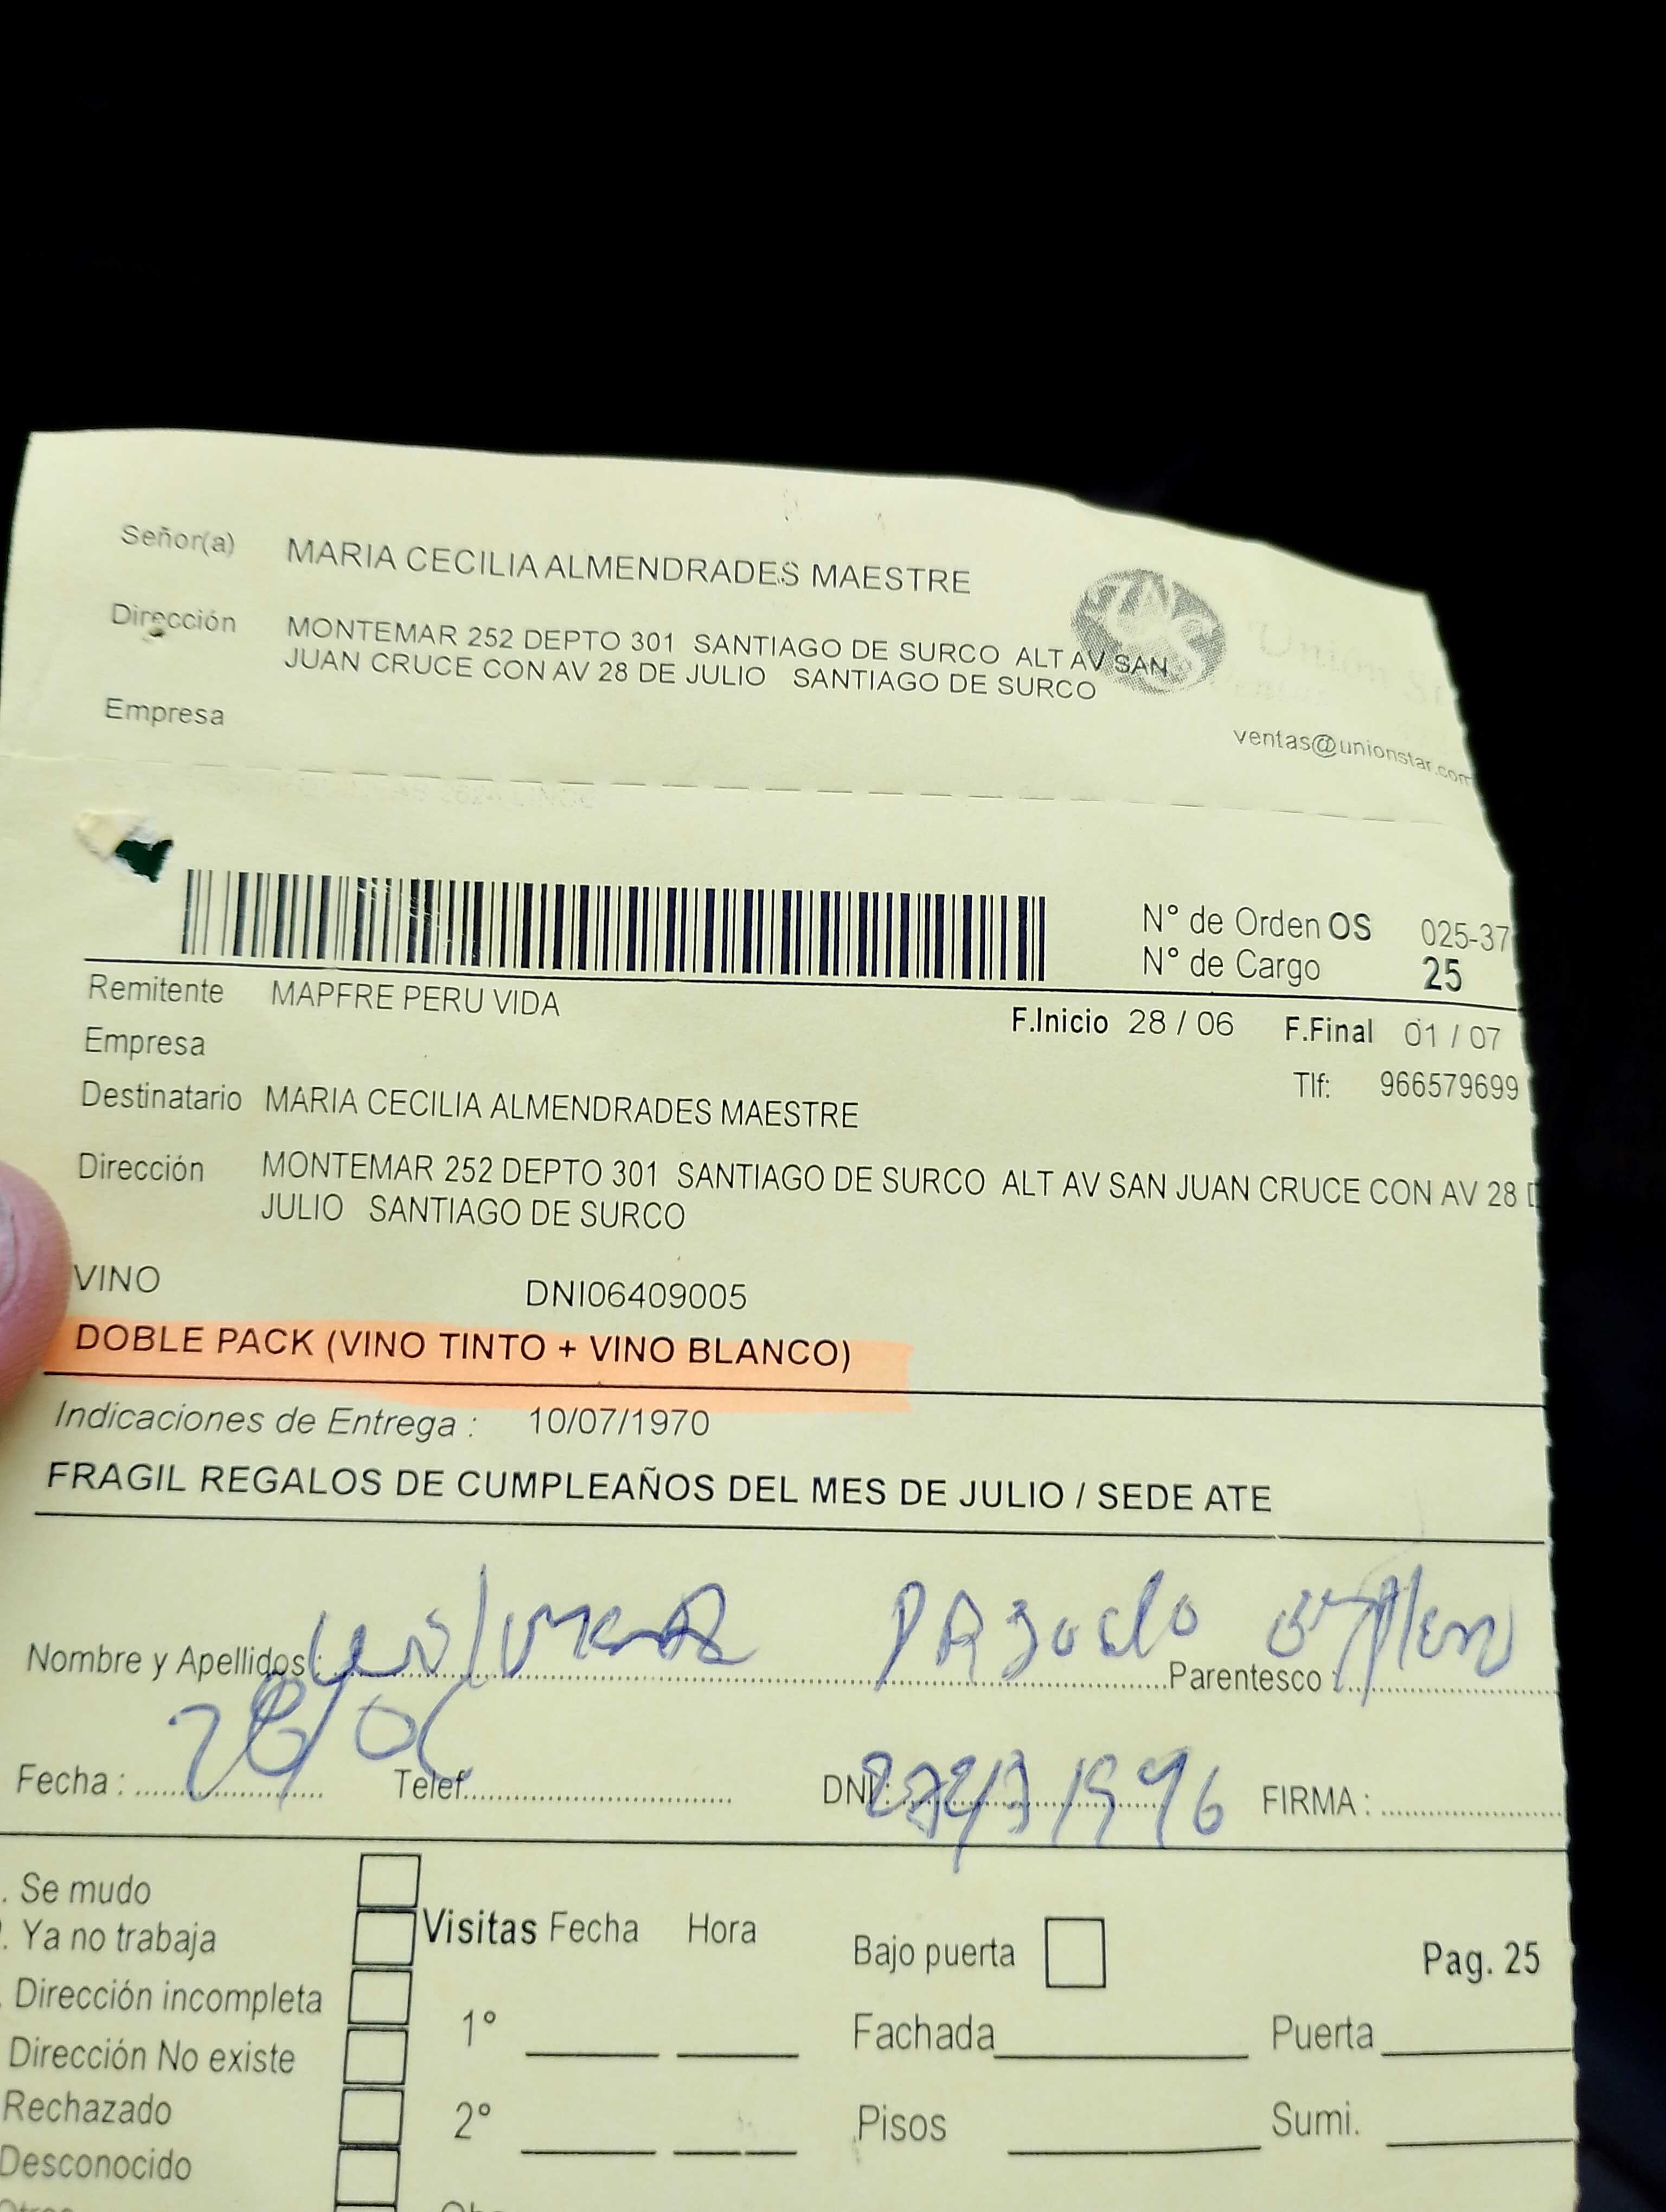 Señor(a) MARIA CECILIA ALMENDRADES MAESTRE
Dirección MONTEMAR 252 DEPTO 301 SANTIAGO DE SURCO ALT AV SAN
JUAN CRUCE CON AV 28 DE JULIO SANTIAGO DE SURCO
Empresa
ventas@unionstar.com
N° de Orden OS 025-37
N° de Cargo 25
Remitente MAPFRE PERU VIDA
F.Inicio 28 / 06 F.Final 01 / 07
Empresa
Tlf: 966579699
Destinatario MARIA CECILIA ALMENDRADES MAESTRE
Dirección MONTEMAR 252 DEPTO 301 SANTIAGO DE SURCO ALT AV SAN JUAN CRUCE CON AV 28
JULIO SANTIAGO DE SURCO
VINO DNI06409005
DOBLE PACK (VINO TINTO + VINO BLANCO)
Indicaciones de Entrega : 10/07/1970
FRAGIL REGALOS DE CUMPLEAÑOS DEL MES DE JULIO / SEDE ATE
Nombre y Apellidos: Parentesco :
Fecha : Telef. DNI: FIRMA :
Se mudo
Ya no trabaja
Visitas Fecha Hora
Bajo puerta
Pag. 25
Dirección incompleta
1° Fachada Puerta
Dirección No existe
Rechazado
2° Pisos Sumi.
Desconocido